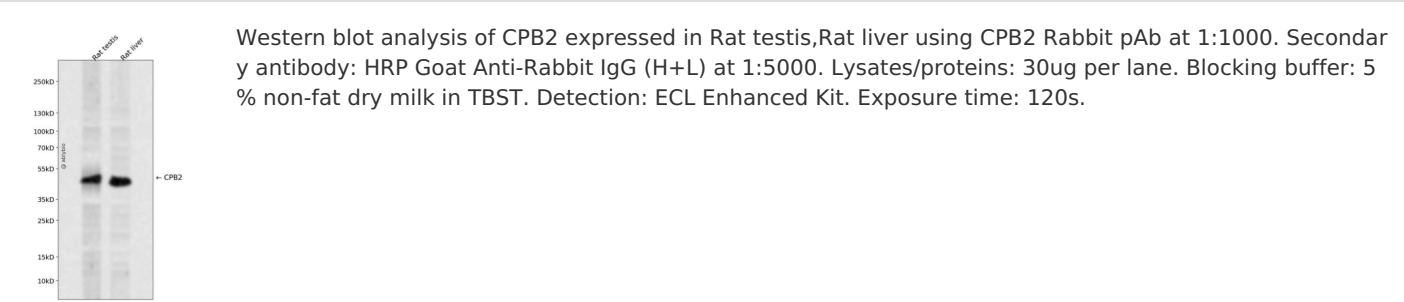 Rat testis
Rat liver
250kD
130kD
100kD
70kD
55kD
35kD
25kD
15kD
10kD
@ abbybio
← CPB2
Western blot analysis of CPB2 expressed in Rat testis,Rat liver using CPB2 Rabbit pAb at 1:1000. Secondar
y antibody: HRP Goat Anti-Rabbit IgG (H+L) at 1:5000. Lysates/proteins: 30ug per lane. Blocking buffer: 5
% non-fat dry milk in TBST. Detection: ECL Enhanced Kit. Exposure time: 120s.